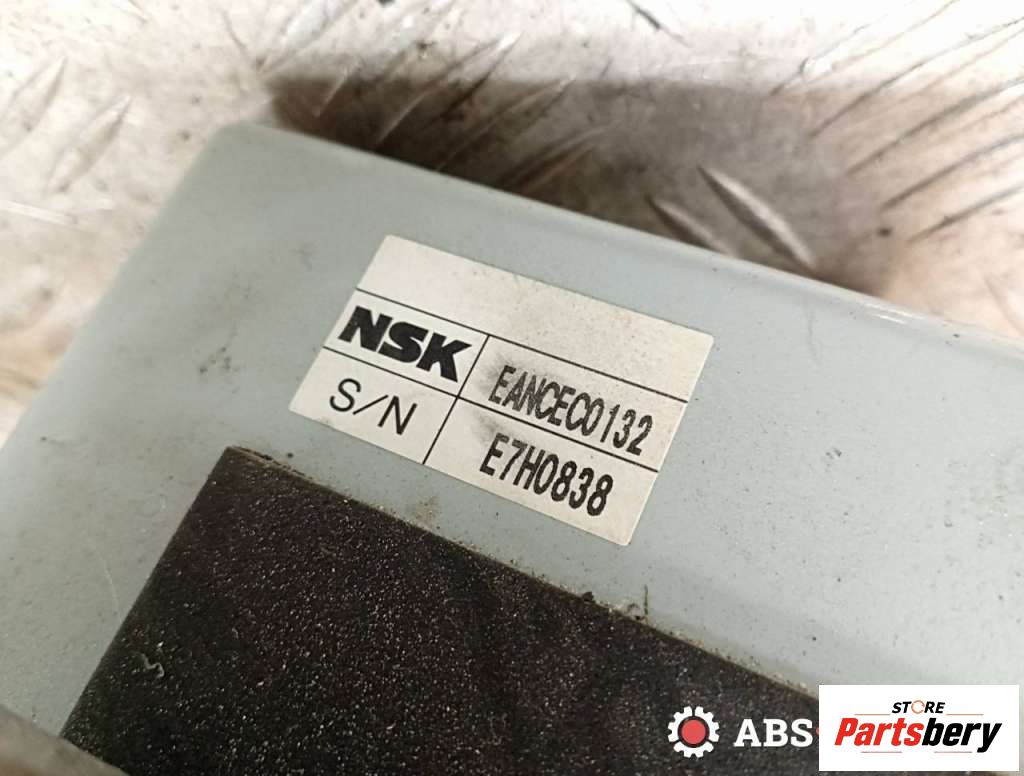 NSK EANCEC0132
S/N E7H0838
ABS
STORE
Partsbery